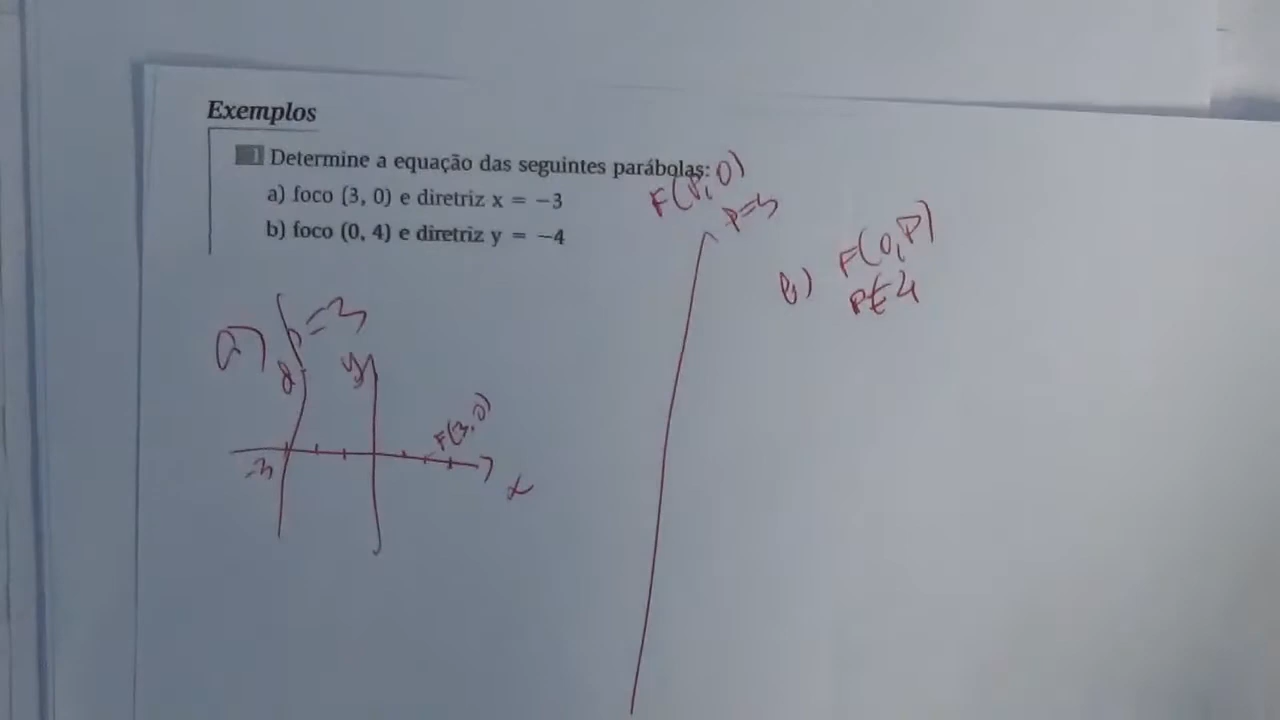 Exemplos
1 Determine a equação das seguintes parábolas:
a) foco (3, 0) e diretriz x = −3
b) foco (0, 4) e diretriz y = −4
F(P,0)
P=3
b) F(0,P)
P=4
a)
=3
y
F(3,0)
-3
x